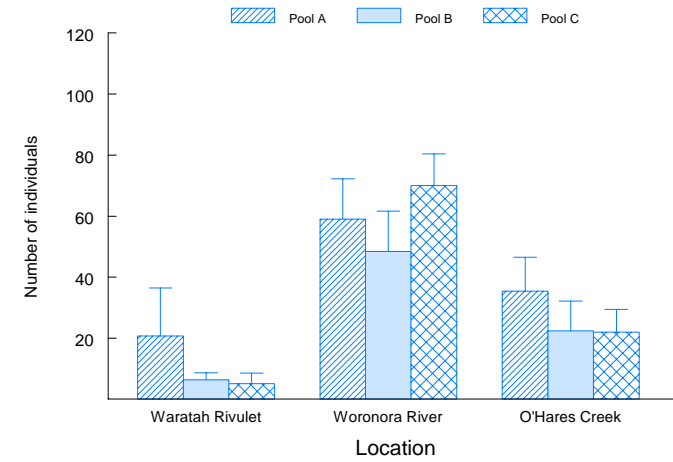 Pool A Pool B Pool C
120
100
80
60
40
20
Number of individuals
Waratah Rivulet Woronora River O'Hares Creek
Location